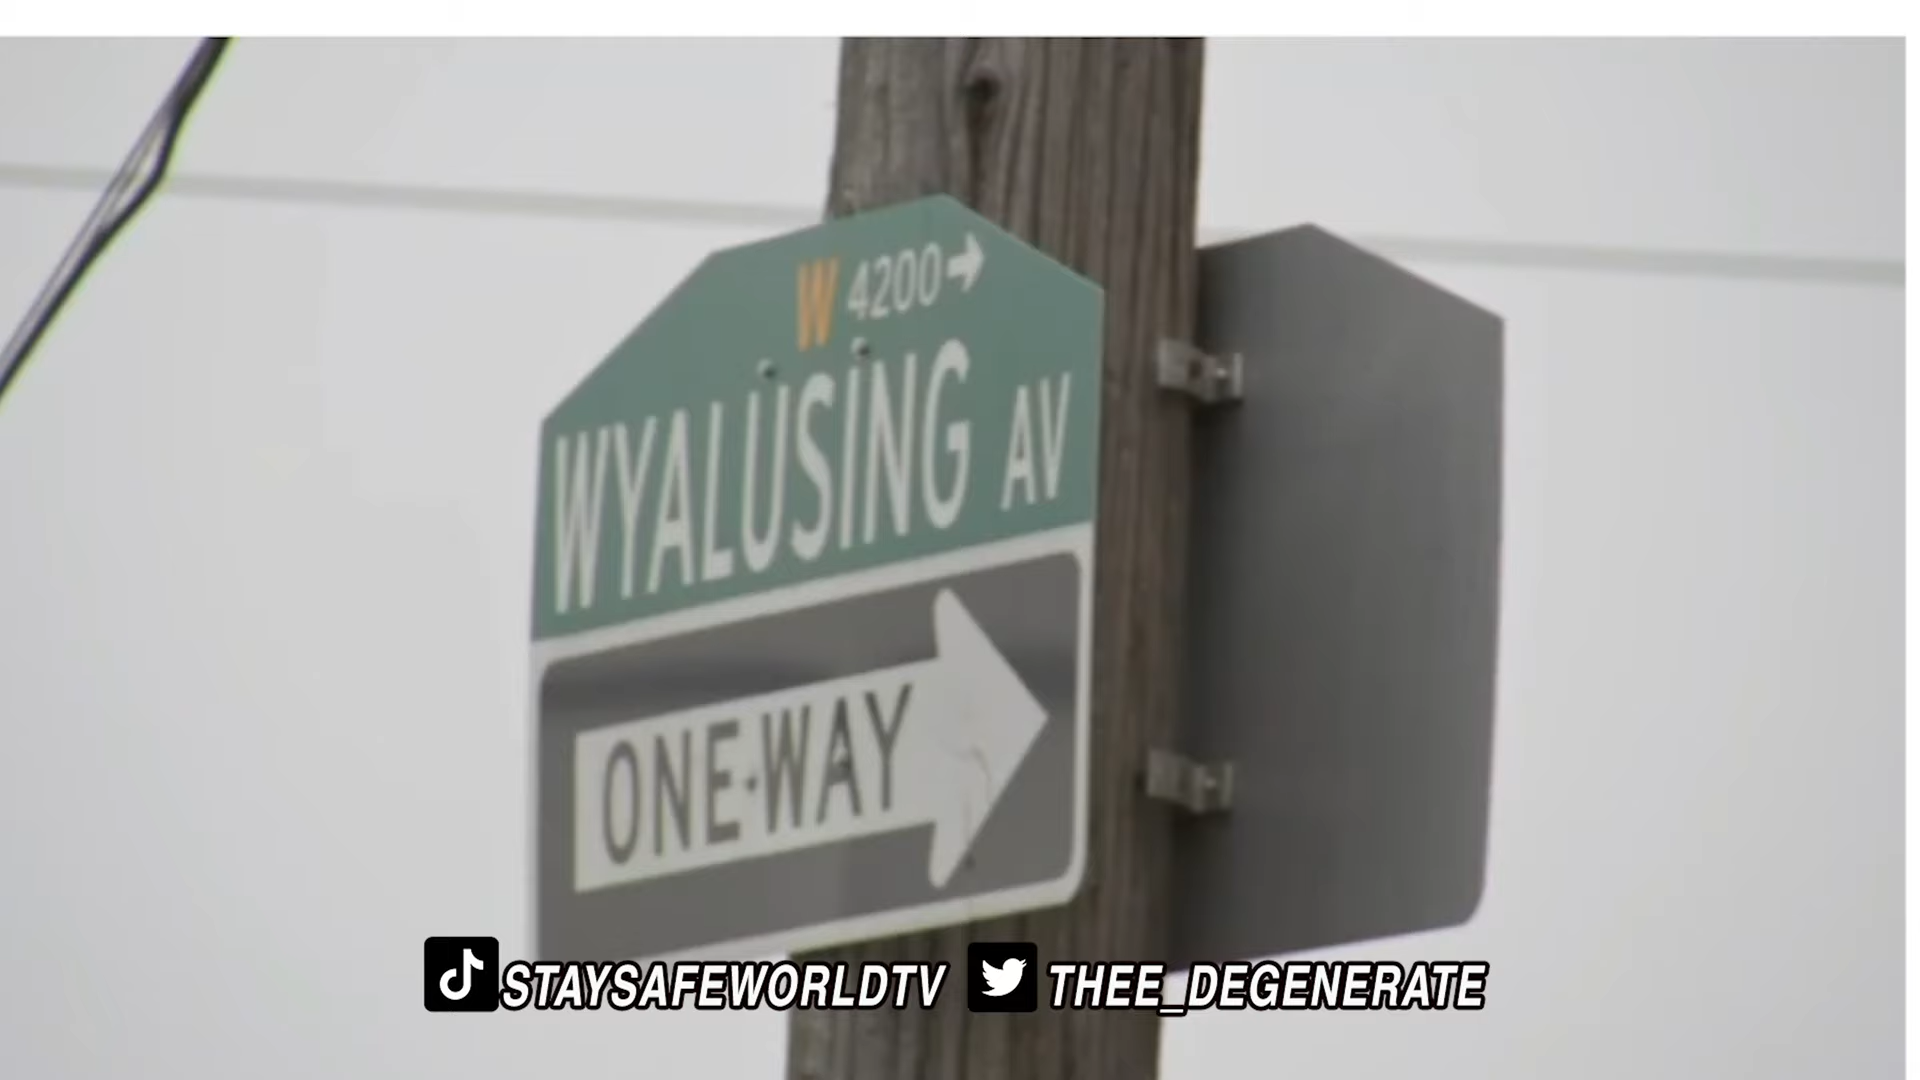 W 4200→
WYALUSING AV
ONE-WAY
STAYSAFEWORLDTV THEE_DEGENERATE